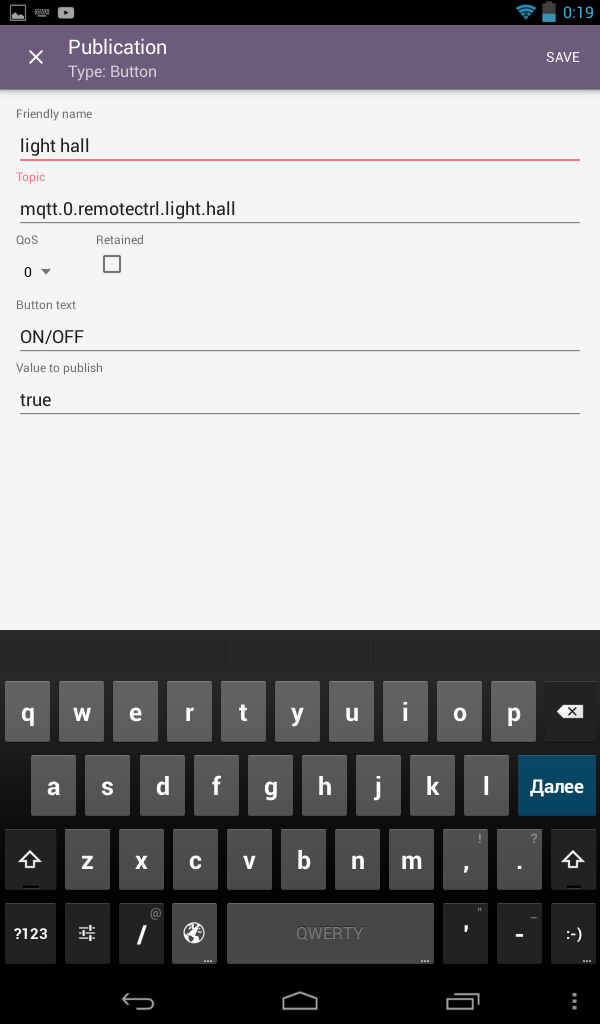 0:19
Publication
Type: Button
SAVE
Friendly name
light hall
Topic
mqtt.0.remotectrl.light.hall
QoS Retained
0
Button text
ON/OFF
Value to publish
true
q w e r t y u i o p
a s d f g h j k l Далее
z x c v b n m , ! . ?
?123 / @ ... QWERTY ... ' " - _ :-) ...